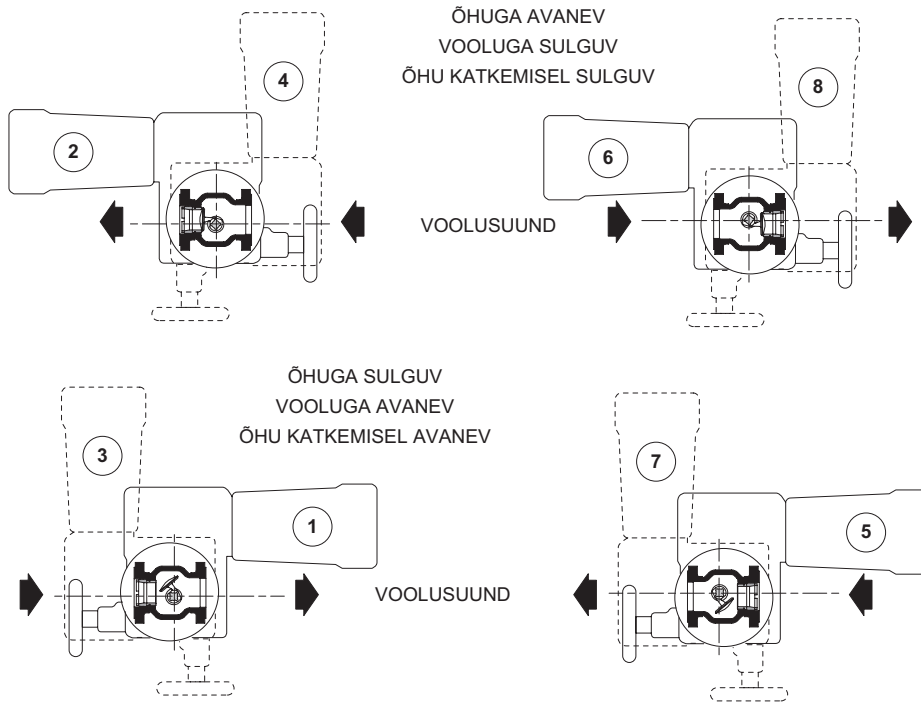 ÕHUGA AVANEV
VOOLUGA SULGUV
ÕHU KATKEMISEL SULGUV
4
8
2
6
VOOLUSUUND
ÕHUGA SULGUV
VOOLUGA AVANEV
ÕHU KATKEMISEL AVANEV
3
7
1
5
VOOLUSUUND